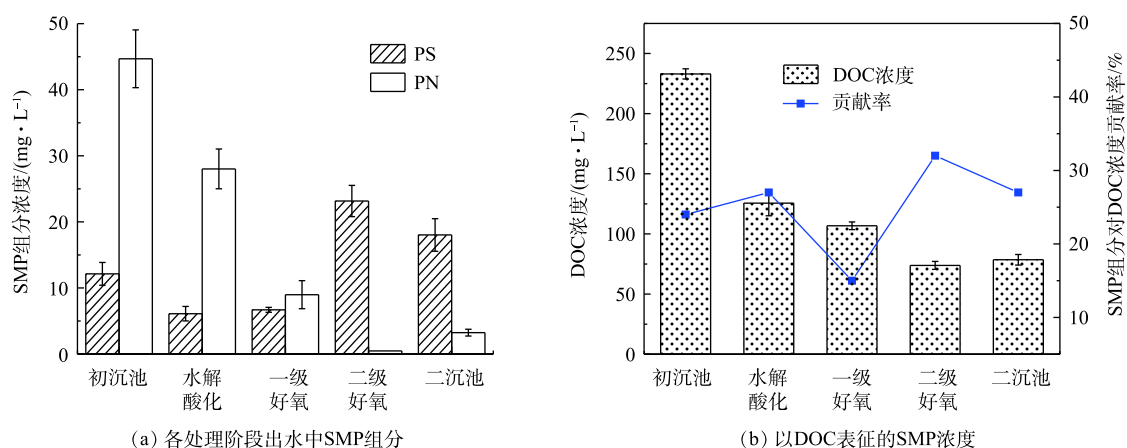 50
40
30
20
10
0
SMP组分浓度/(mg·L⁻¹)
PS
PN
初沉池
水解
酸化
一级
好氧
二级
好氧
二沉池
(a) 各处理阶段出水中SMP组分
250
200
150
100
50
0
DOC浓度/(mg·L⁻¹)
DOC浓度
贡献率
50
40
30
20
10
SMP组分对DOC浓度贡献率/%
初沉池
水解
酸化
一级
好氧
二级
好氧
二沉池
(b) 以DOC表征的SMP浓度